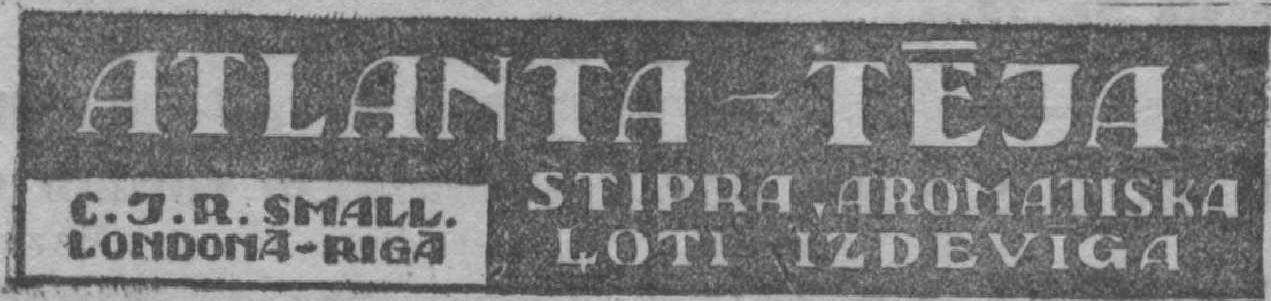 ATLANTA - TĒJA
C.J.R. SMALL.
LONDONĀ-RIGĀ
STIPRA, AROMATISKA
ĻOTI IZDEVIGA